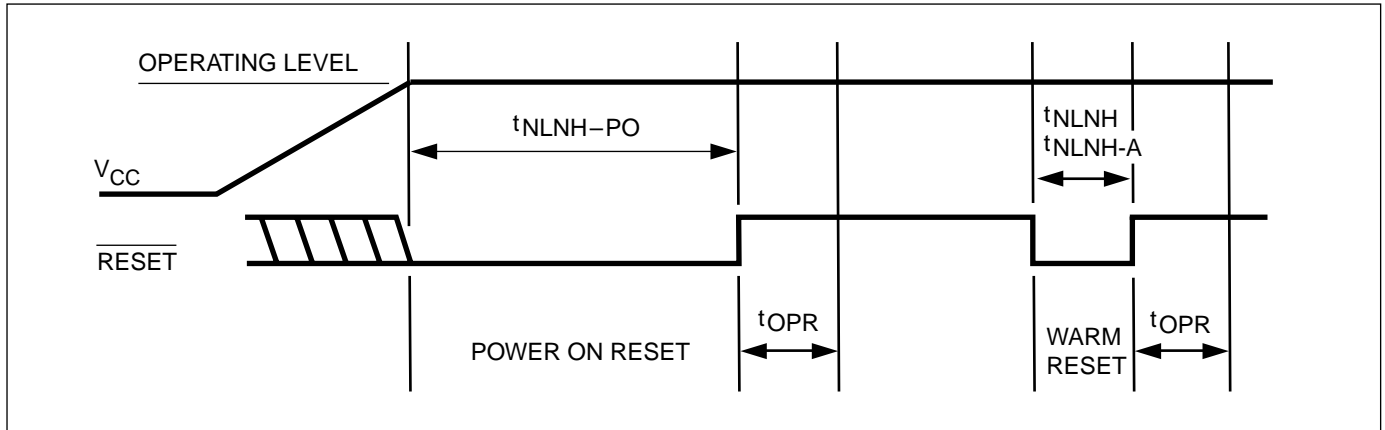 OPERATING LEVEL
tNLNH–PO
tNLNH
tNLNH-A
VCC
RESET
tOPR
POWER ON RESET
WARM
RESET
tOPR